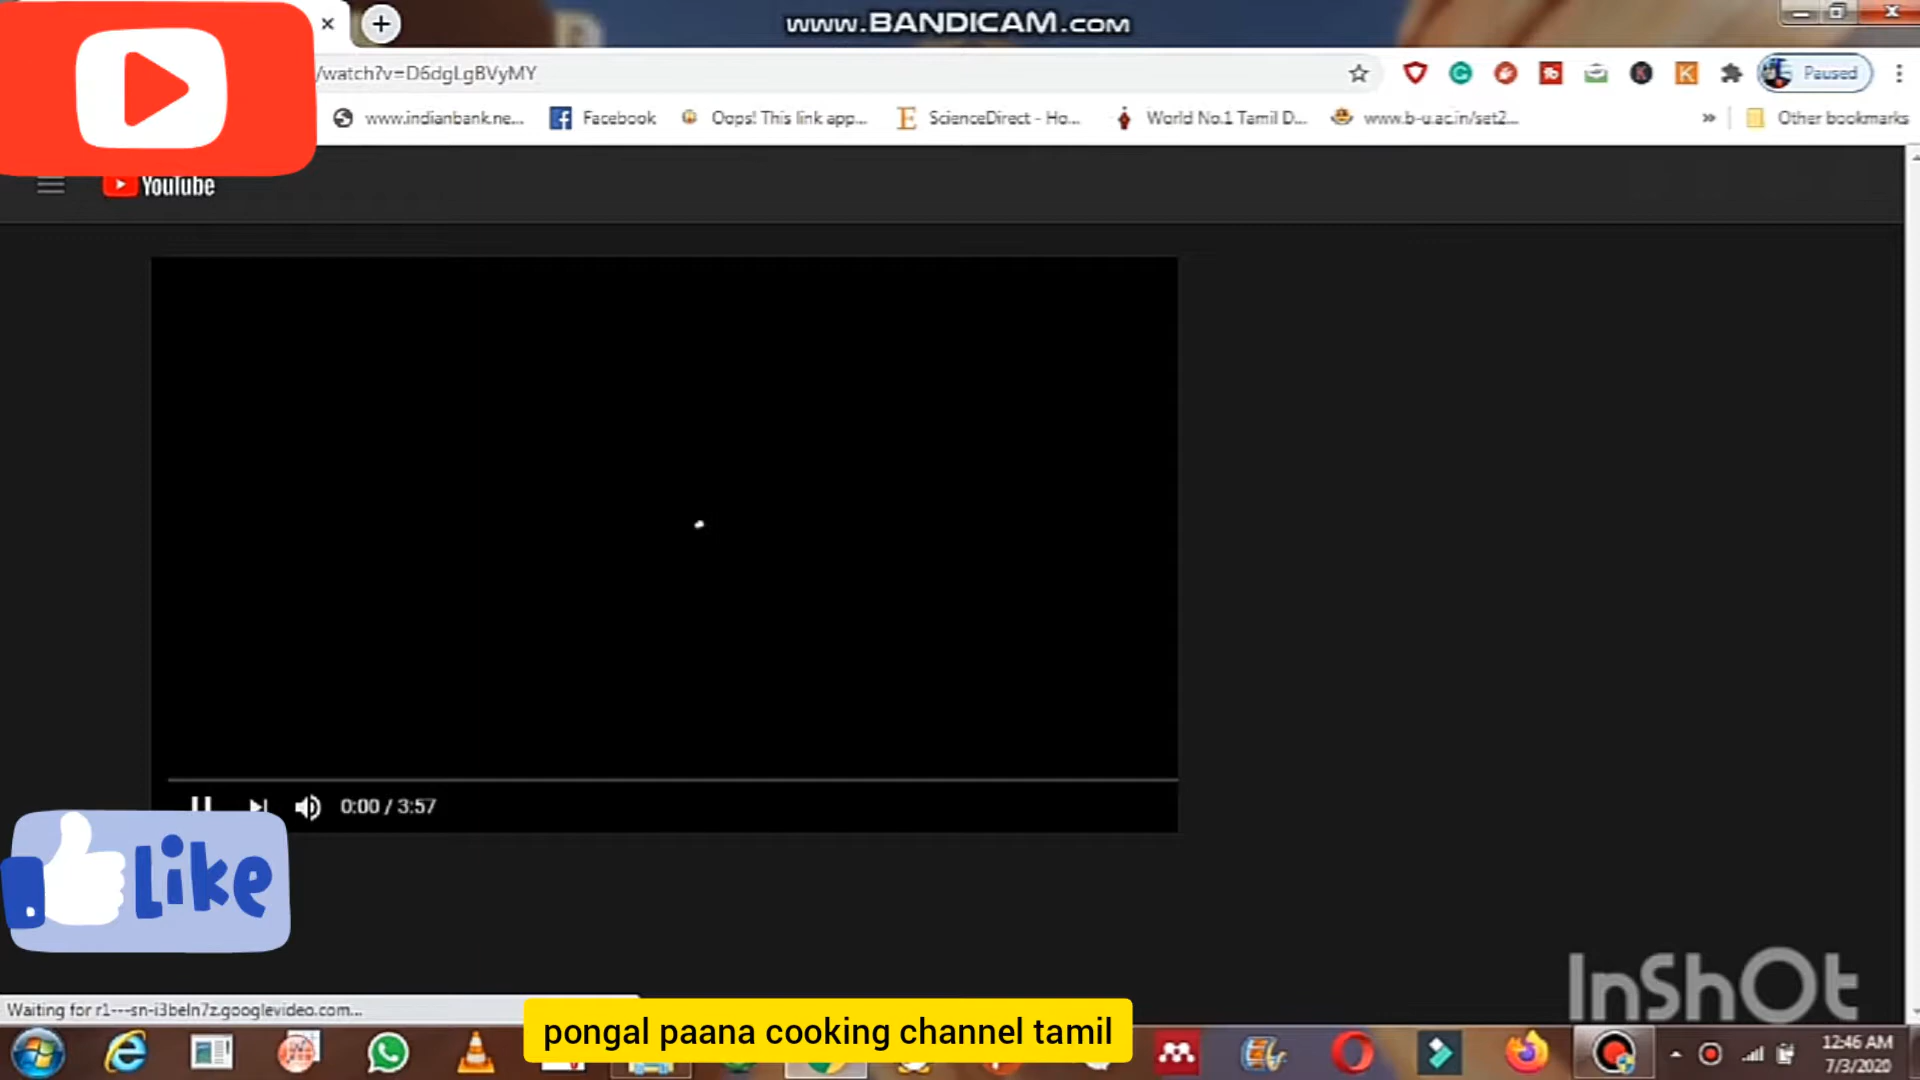 www.BANDICAM.com
/watch?v=D6dgLgBVyMY
Paused
www.indianbank.ne...
Facebook
Oops! This link app...
ScienceDirect - Ho...
World No.1 Tamil D...
www.b-u.ac.in/set2...
»
Other bookmarks
YouTube
0:00 / 3:57
Like
InShOt
Waiting for r1---sn-i3beln7z.googlevideo.com...
pongal paana cooking channel tamil
12:46 AM
7/3/2020